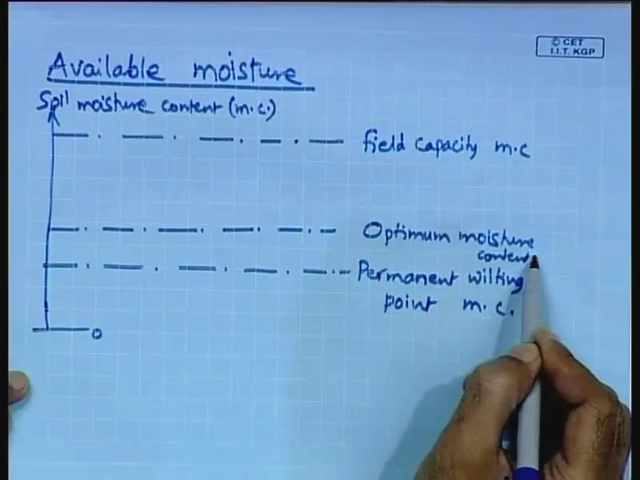 © CET
I.I.T. KGP
Available moisture
Soil moisture content (m.c.)
field capacity m.c
Optimum moisture
content
Permanent wilting
point m.c.
0